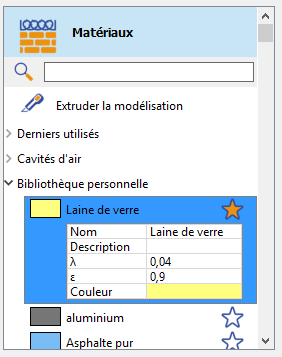 Matériaux
Extruder la modélisation
Derniers utilisés
Cavités d'air
Bibliothèque personnelle
Laine de verre
Nom Laine de verre
Description
λ 0,04
ε 0,9
Couleur
aluminium
Asphalte pur